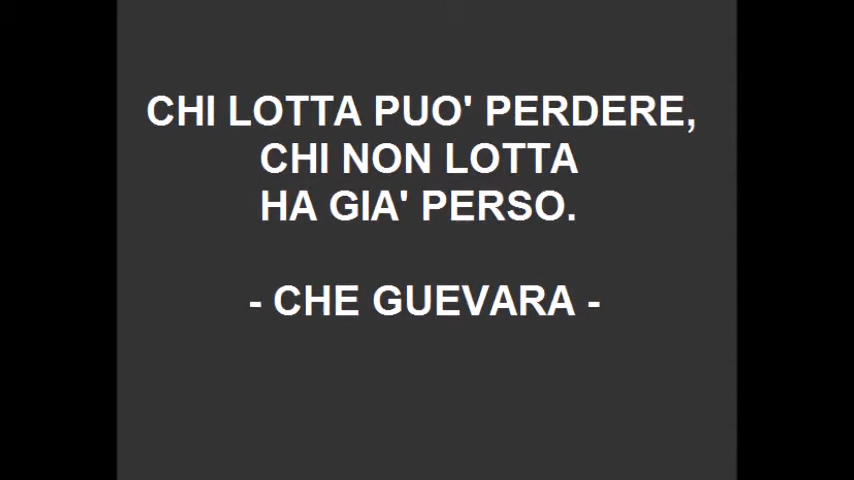 CHI LOTTA PUO' PERDERE,
CHI NON LOTTA
HA GIA' PERSO.
- CHE GUEVARA -